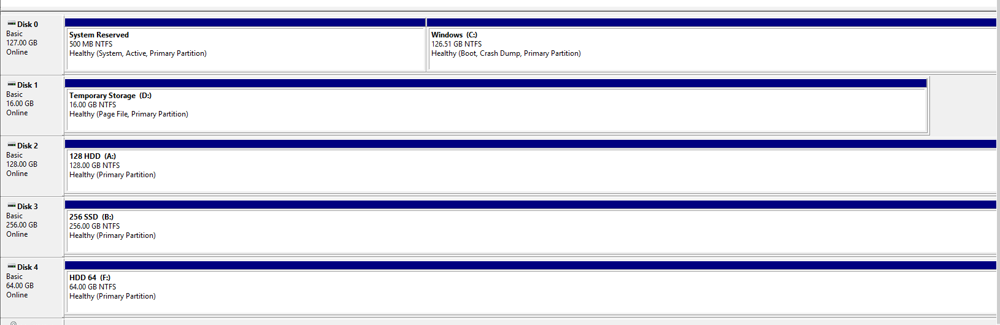 Disk 0
Basic
127.00 GB
Online
System Reserved
500 MB NTFS
Healthy (System, Active, Primary Partition)
Windows (C:)
126.51 GB NTFS
Healthy (Boot, Crash Dump, Primary Partition)
Disk 1
Basic
16.00 GB
Online
Temporary Storage (D:)
16.00 GB NTFS
Healthy (Page File, Primary Partition)
Disk 2
Basic
128.00 GB
Online
128 HDD (A:)
128.00 GB NTFS
Healthy (Primary Partition)
Disk 3
Basic
256.00 GB
Online
256 SSD (B:)
256.00 GB NTFS
Healthy (Primary Partition)
Disk 4
Basic
64.00 GB
Online
HDD 64 (F:)
64.00 GB NTFS
Healthy (Primary Partition)